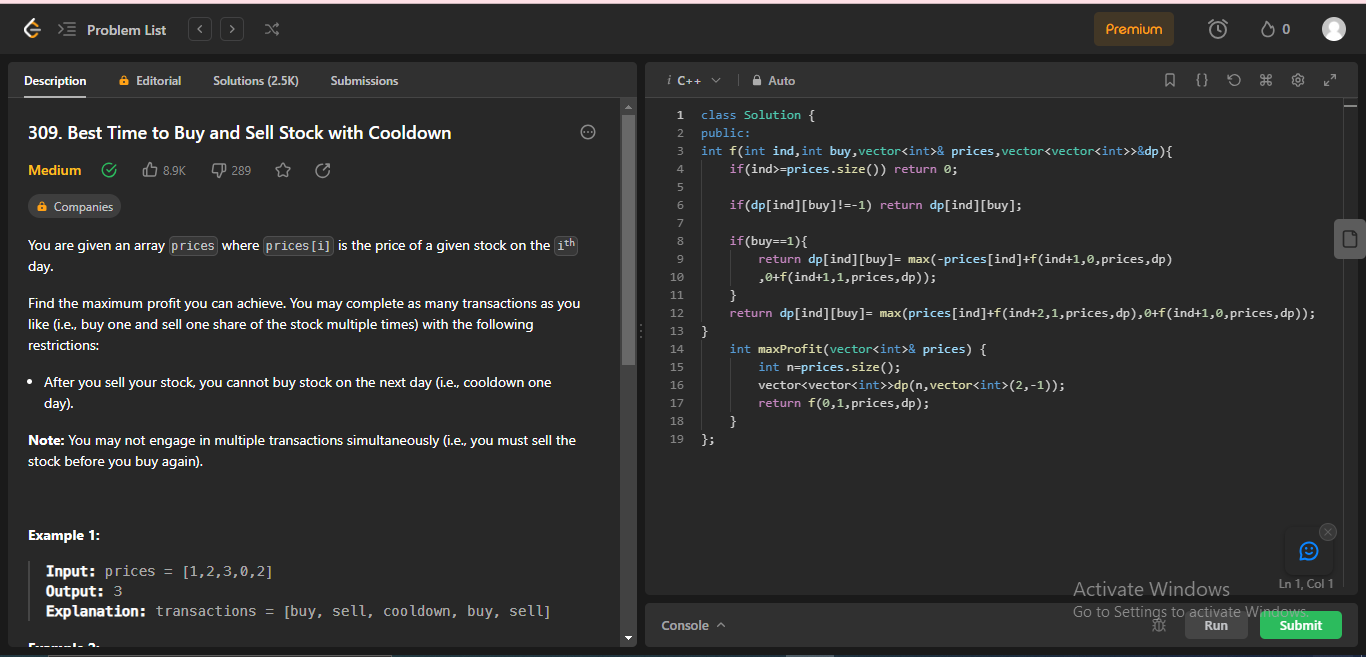 Problem List
Premium
0
Description
Editorial
Solutions (2.5K)
Submissions
309. Best Time to Buy and Sell Stock with Cooldown
Medium
8.9K
289
Companies
You are given an array prices where prices[i] is the price of a given stock on the ith
day.
Find the maximum profit you can achieve. You may complete as many transactions as you
like (i.e., buy one and sell one share of the stock multiple times) with the following
restrictions:
• After you sell your stock, you cannot buy stock on the next day (i.e., cooldown one
day).
Note: You may not engage in multiple transactions simultaneously (i.e., you must sell the
stock before you buy again).
Example 1:
Input: prices = [1,2,3,0,2]
Output: 3
Explanation: transactions = [buy, sell, cooldown, buy, sell]
i C++
Auto
1 class Solution {
2 public:
3 int f(int ind,int buy,vector<int>& prices,vector<vector<int>>&dp){
4 if(ind>=prices.size()) return 0;
5
6 if(dp[ind][buy]!=-1) return dp[ind][buy];
7
8 if(buy==1){
9 return dp[ind][buy]= max(-prices[ind]+f(ind+1,0,prices,dp)
10 ,0+f(ind+1,1,prices,dp));
11 }
12 return dp[ind][buy]= max(prices[ind]+f(ind+2,1,prices,dp),0+f(ind+1,0,prices,dp));
13 }
14 int maxProfit(vector<int>& prices) {
15 int n=prices.size();
16 vector<vector<int>>dp(n,vector<int>(2,-1));
17 return f(0,1,prices,dp);
18 }
19 };
Ln 1, Col 1
Activate Windows
Go to Settings to activate Windows.
Console
Run
Submit